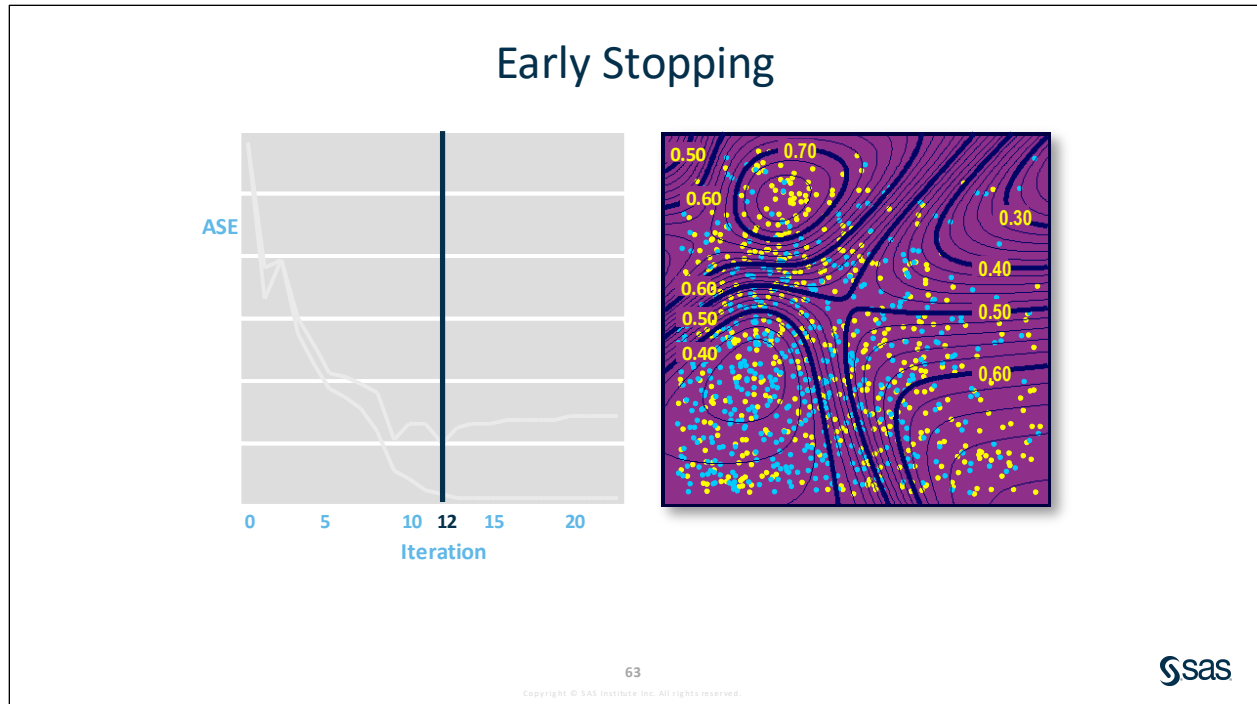 Early Stopping
ASE
0 5 10 12 15 20
Iteration
0.50
0.70
0.60
0.30
0.40
0.60
0.50
0.50
0.40
0.60
63
Copyright © SAS Institute Inc. All rights reserved.
sas